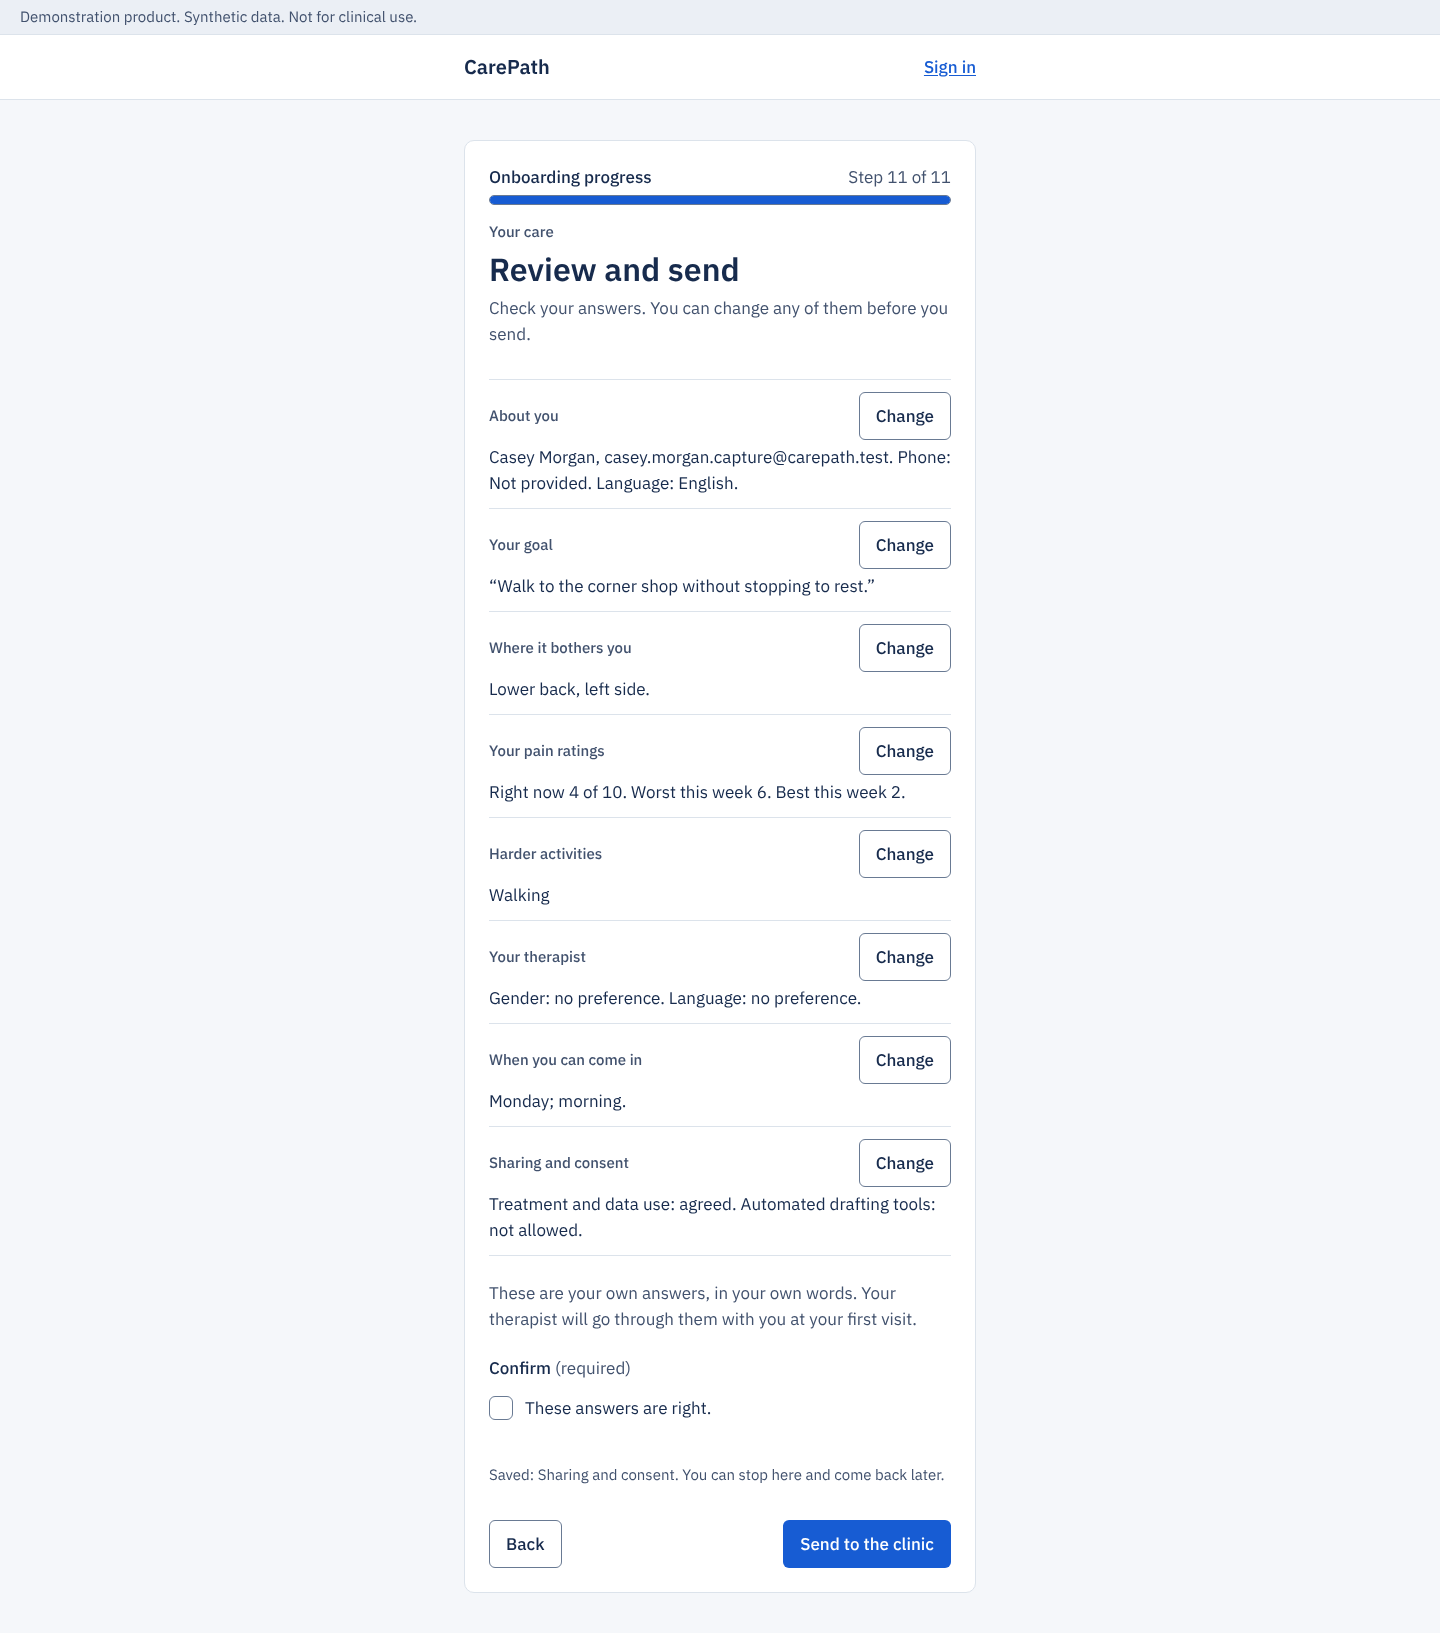 Demonstration product. Synthetic data. Not for clinical use.
CarePath
Sign in
Onboarding progress
Step 11 of 11
Your care
Review and send
Check your answers. You can change any of them before you
send.
About you
Change
Casey Morgan, casey.morgan.capture@carepath.test. Phone:
Not provided. Language: English.
Your goal
Change
“Walk to the corner shop without stopping to rest.”
Where it bothers you
Change
Lower back, left side.
Your pain ratings
Change
Right now 4 of 10. Worst this week 6. Best this week 2.
Harder activities
Change
Walking
Your therapist
Change
Gender: no preference. Language: no preference.
When you can come in
Change
Monday; morning.
Sharing and consent
Change
Treatment and data use: agreed. Automated drafting tools:
not allowed.
These are your own answers, in your own words. Your
therapist will go through them with you at your first visit.
Confirm (required)
These answers are right.
Saved: Sharing and consent. You can stop here and come back later.
Back
Send to the clinic